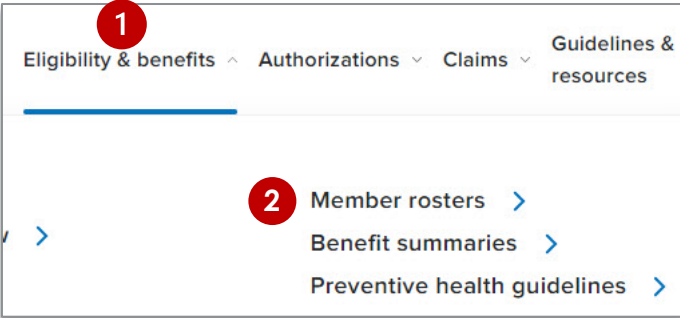 1
Eligibility & benefits Authorizations Claims Guidelines &
resources
2 Member rosters
Benefit summaries
Preventive health guidelines